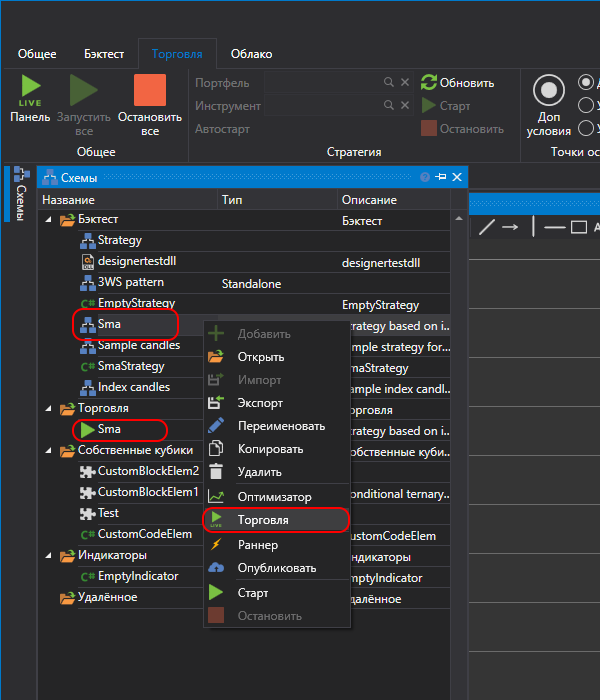 Общее Бэктест Торговля Облако
LIVE
Панель
Запустить все
Остановить все
Общее
Портфель
Инструмент
Автостарт
Обновить
Старт
Остановить
Стратегия
Доп условия
Точки ос
Схемы
Схемы
Название Тип Описание
Бэктест Бэктест
Strategy
designertestdll designertestdll
3WS pattern Standalone
EmptyStrategy EmptyStrategy
Sma trategy based on i...
Sample candles mple strategy for...
SmaStrategy maStrategy
Index candles ample index candl...
Торговля орговля
Sma trategy based on i...
Собственные кубики обственные куби...
CustomBlockElem2
CustomBlockElem1 onditional ternary...
Test
CustomCodeElem ustomCodeElem
Индикаторы ндикаторы
EmptyIndicator mptyIndicator
Удалённое далённое
Добавить
Открыть
Импорт
Экспорт
Переименовать
Копировать
Удалить
Оптимизатор
LIVE Торговля
Раннер
Опубликовать
Старт
Остановить